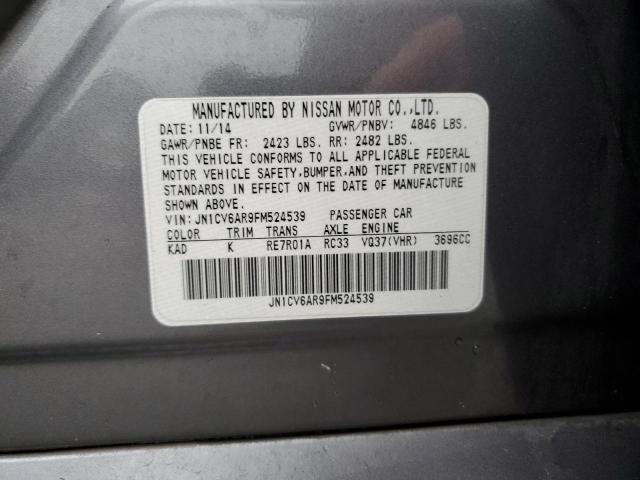 MANUFACTURED BY NISSAN MOTOR CO.,LTD.
DATE: 11/14 GVWR/PNBV: 4846 LBS.
GAWR/PNBE FR: 2423 LBS. RR: 2482 LBS.
THIS VEHICLE CONFORMS TO ALL APPLICABLE FEDERAL
MOTOR VEHICLE SAFETY,BUMPER,AND THEFT PREVENTION
STANDARDS IN EFFECT ON THE DATE OF MANUFACTURE
SHOWN ABOVE.
VIN: JN1CV6AR9FM524539 PASSENGER CAR
COLOR TRIM TRANS AXLE ENGINE
KAD K RE7R01A RC33 VQ37(VHR) 3696CC
JN1CV6AR9FM524539